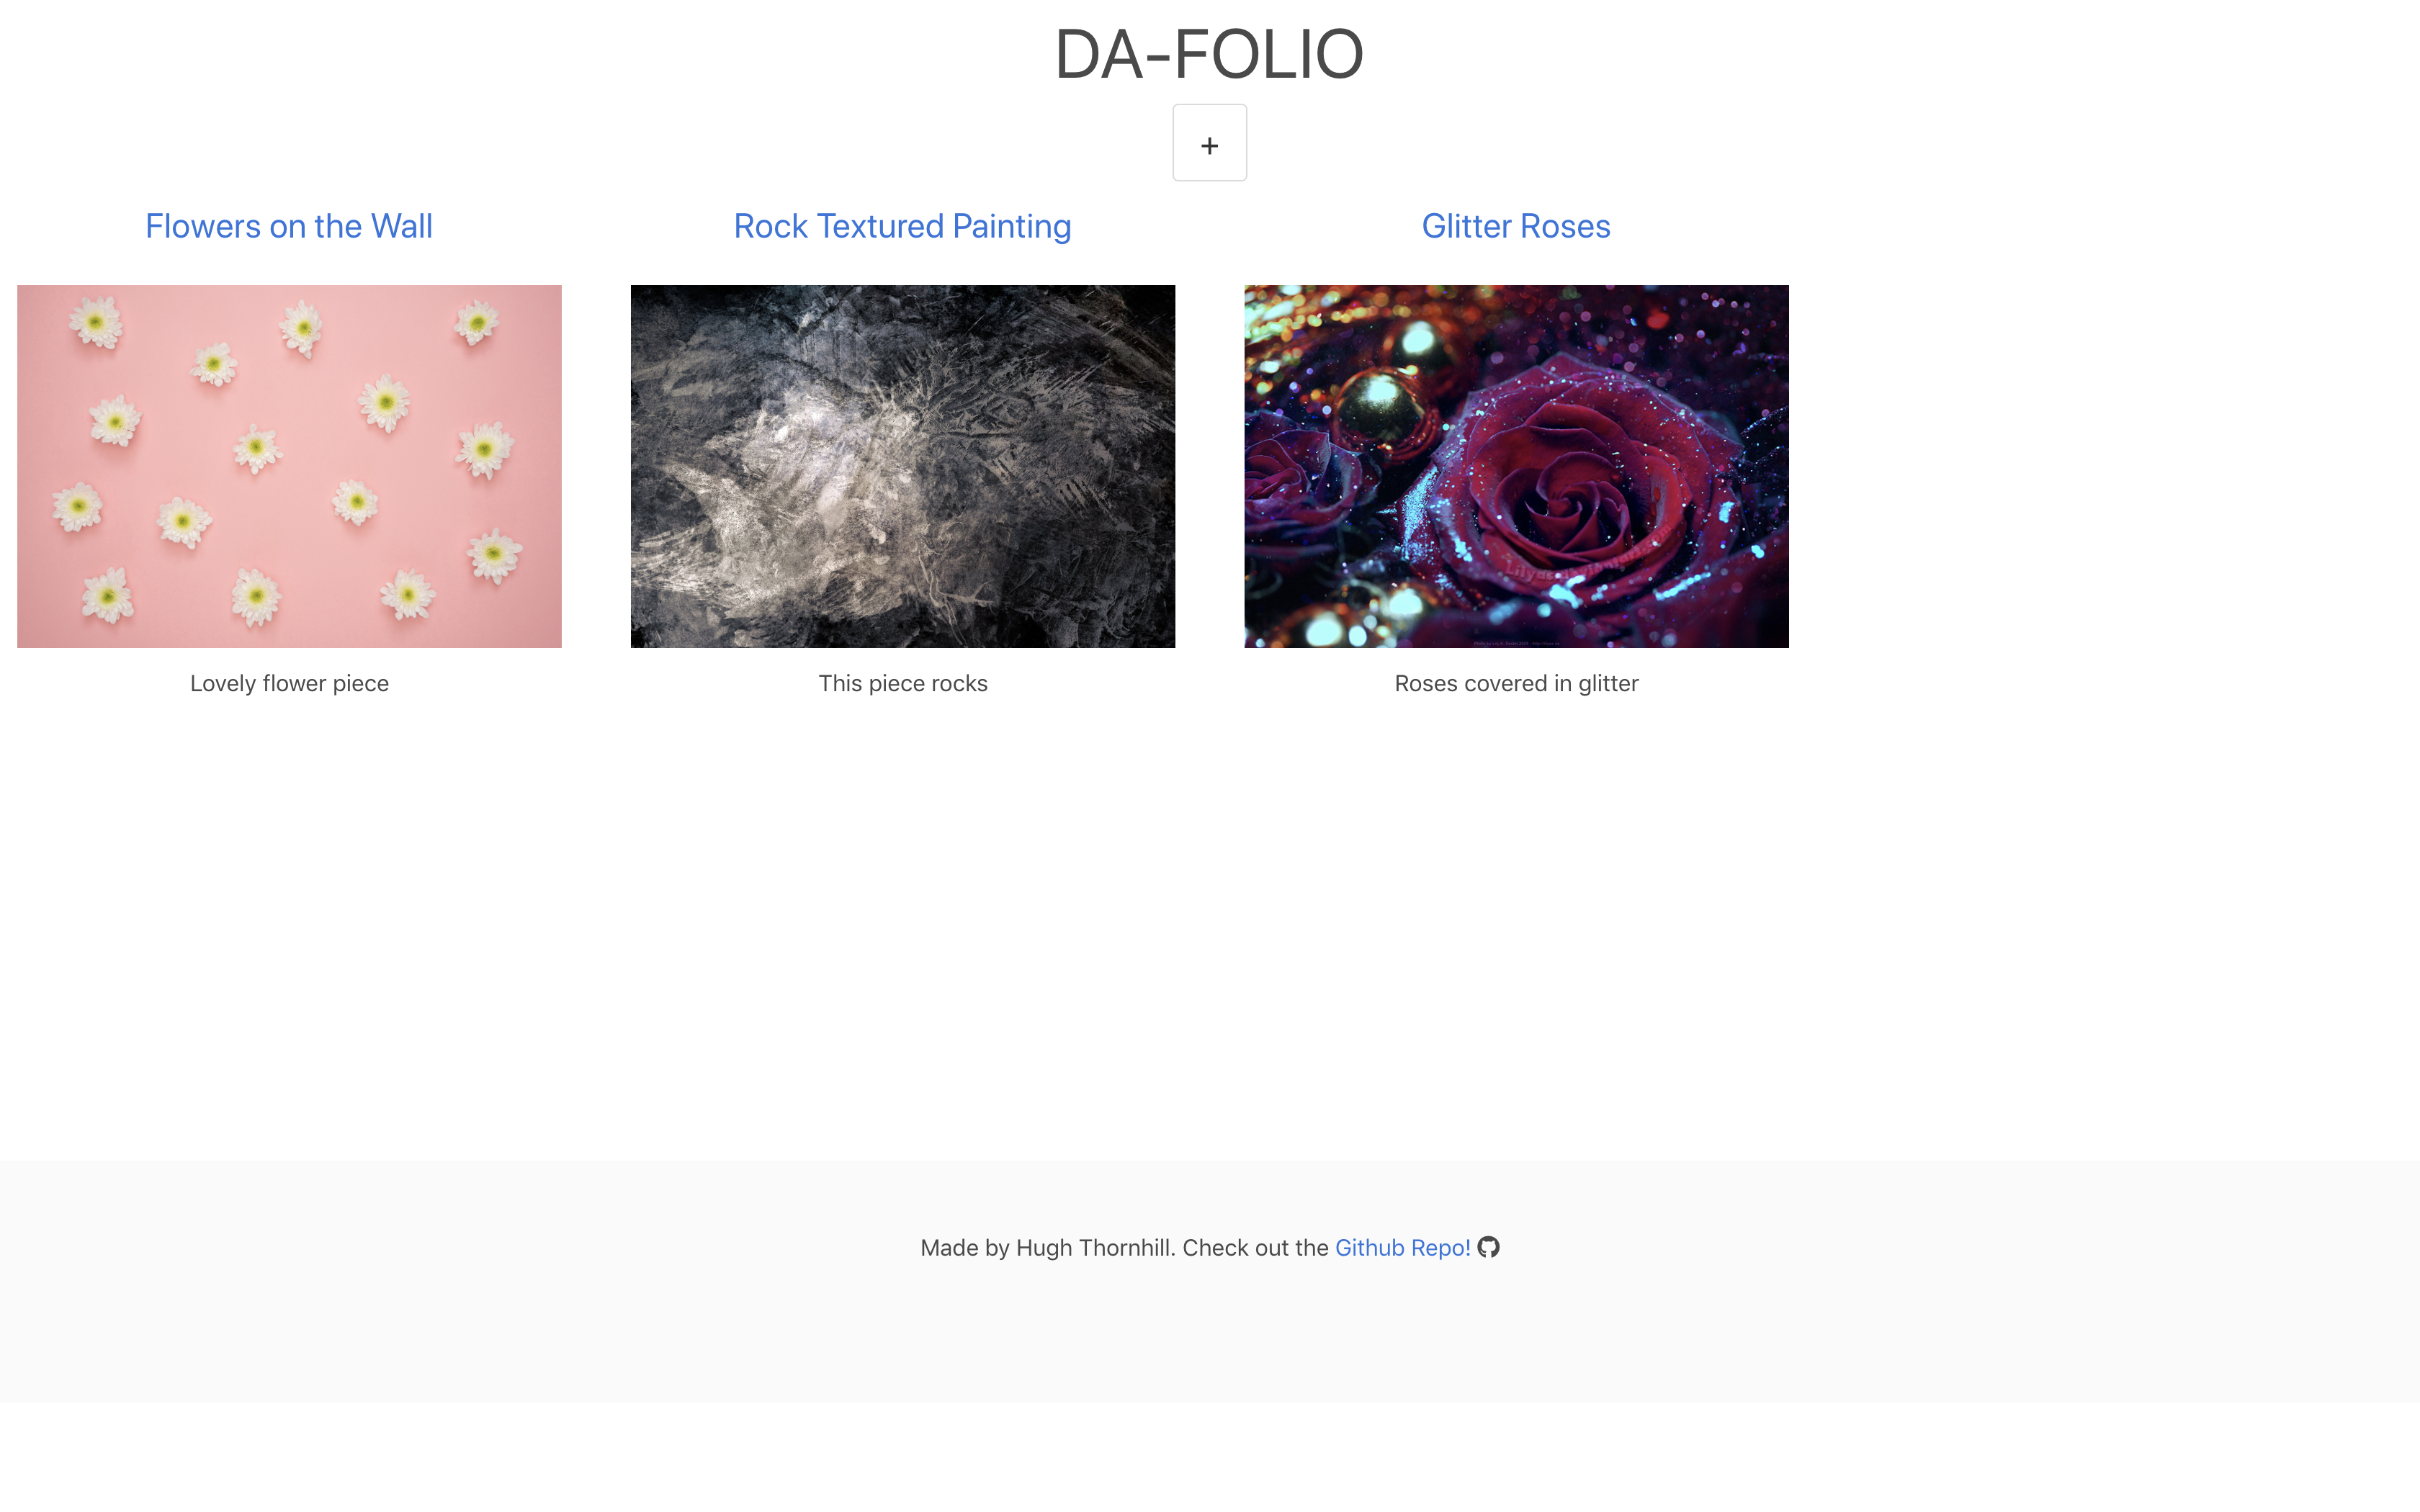 DA-FOLIO
+
Flowers on the Wall
Rock Textured Painting
Glitter Roses
Lovely flower piece
This piece rocks
Roses covered in glitter
Made by Hugh Thornhill. Check out the Github Repo!